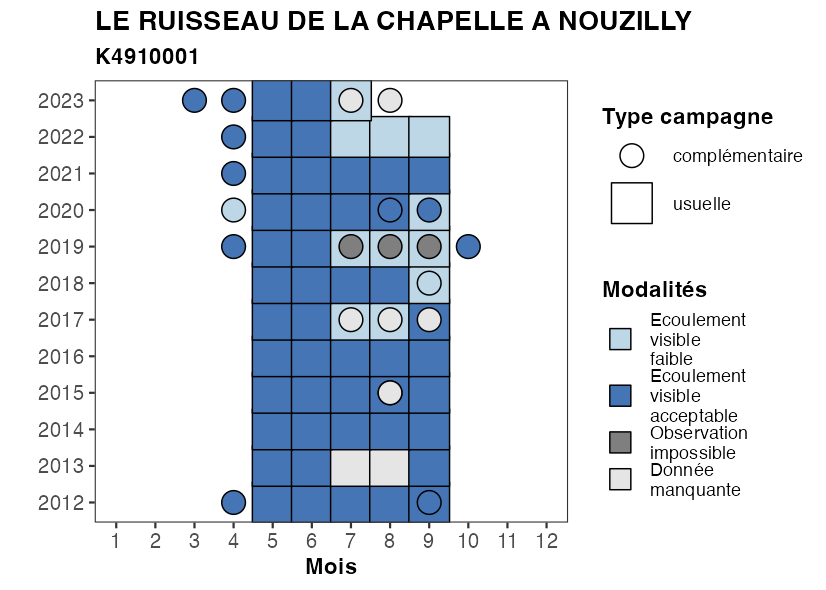 LE RUISSEAU DE LA CHAPELLE A NOUZILLY
K4910001
2023
2022
2021
2020
2019
2018
2017
2016
2015
2014
2013
2012
1 2 3 4 5 6 7 8 9 10 11 12
Mois
Type campagne
complémentaire
usuelle
Modalités
Ecoulement
visible
faible
Ecoulement
visible
acceptable
Observation
impossible
Donnée
manquante